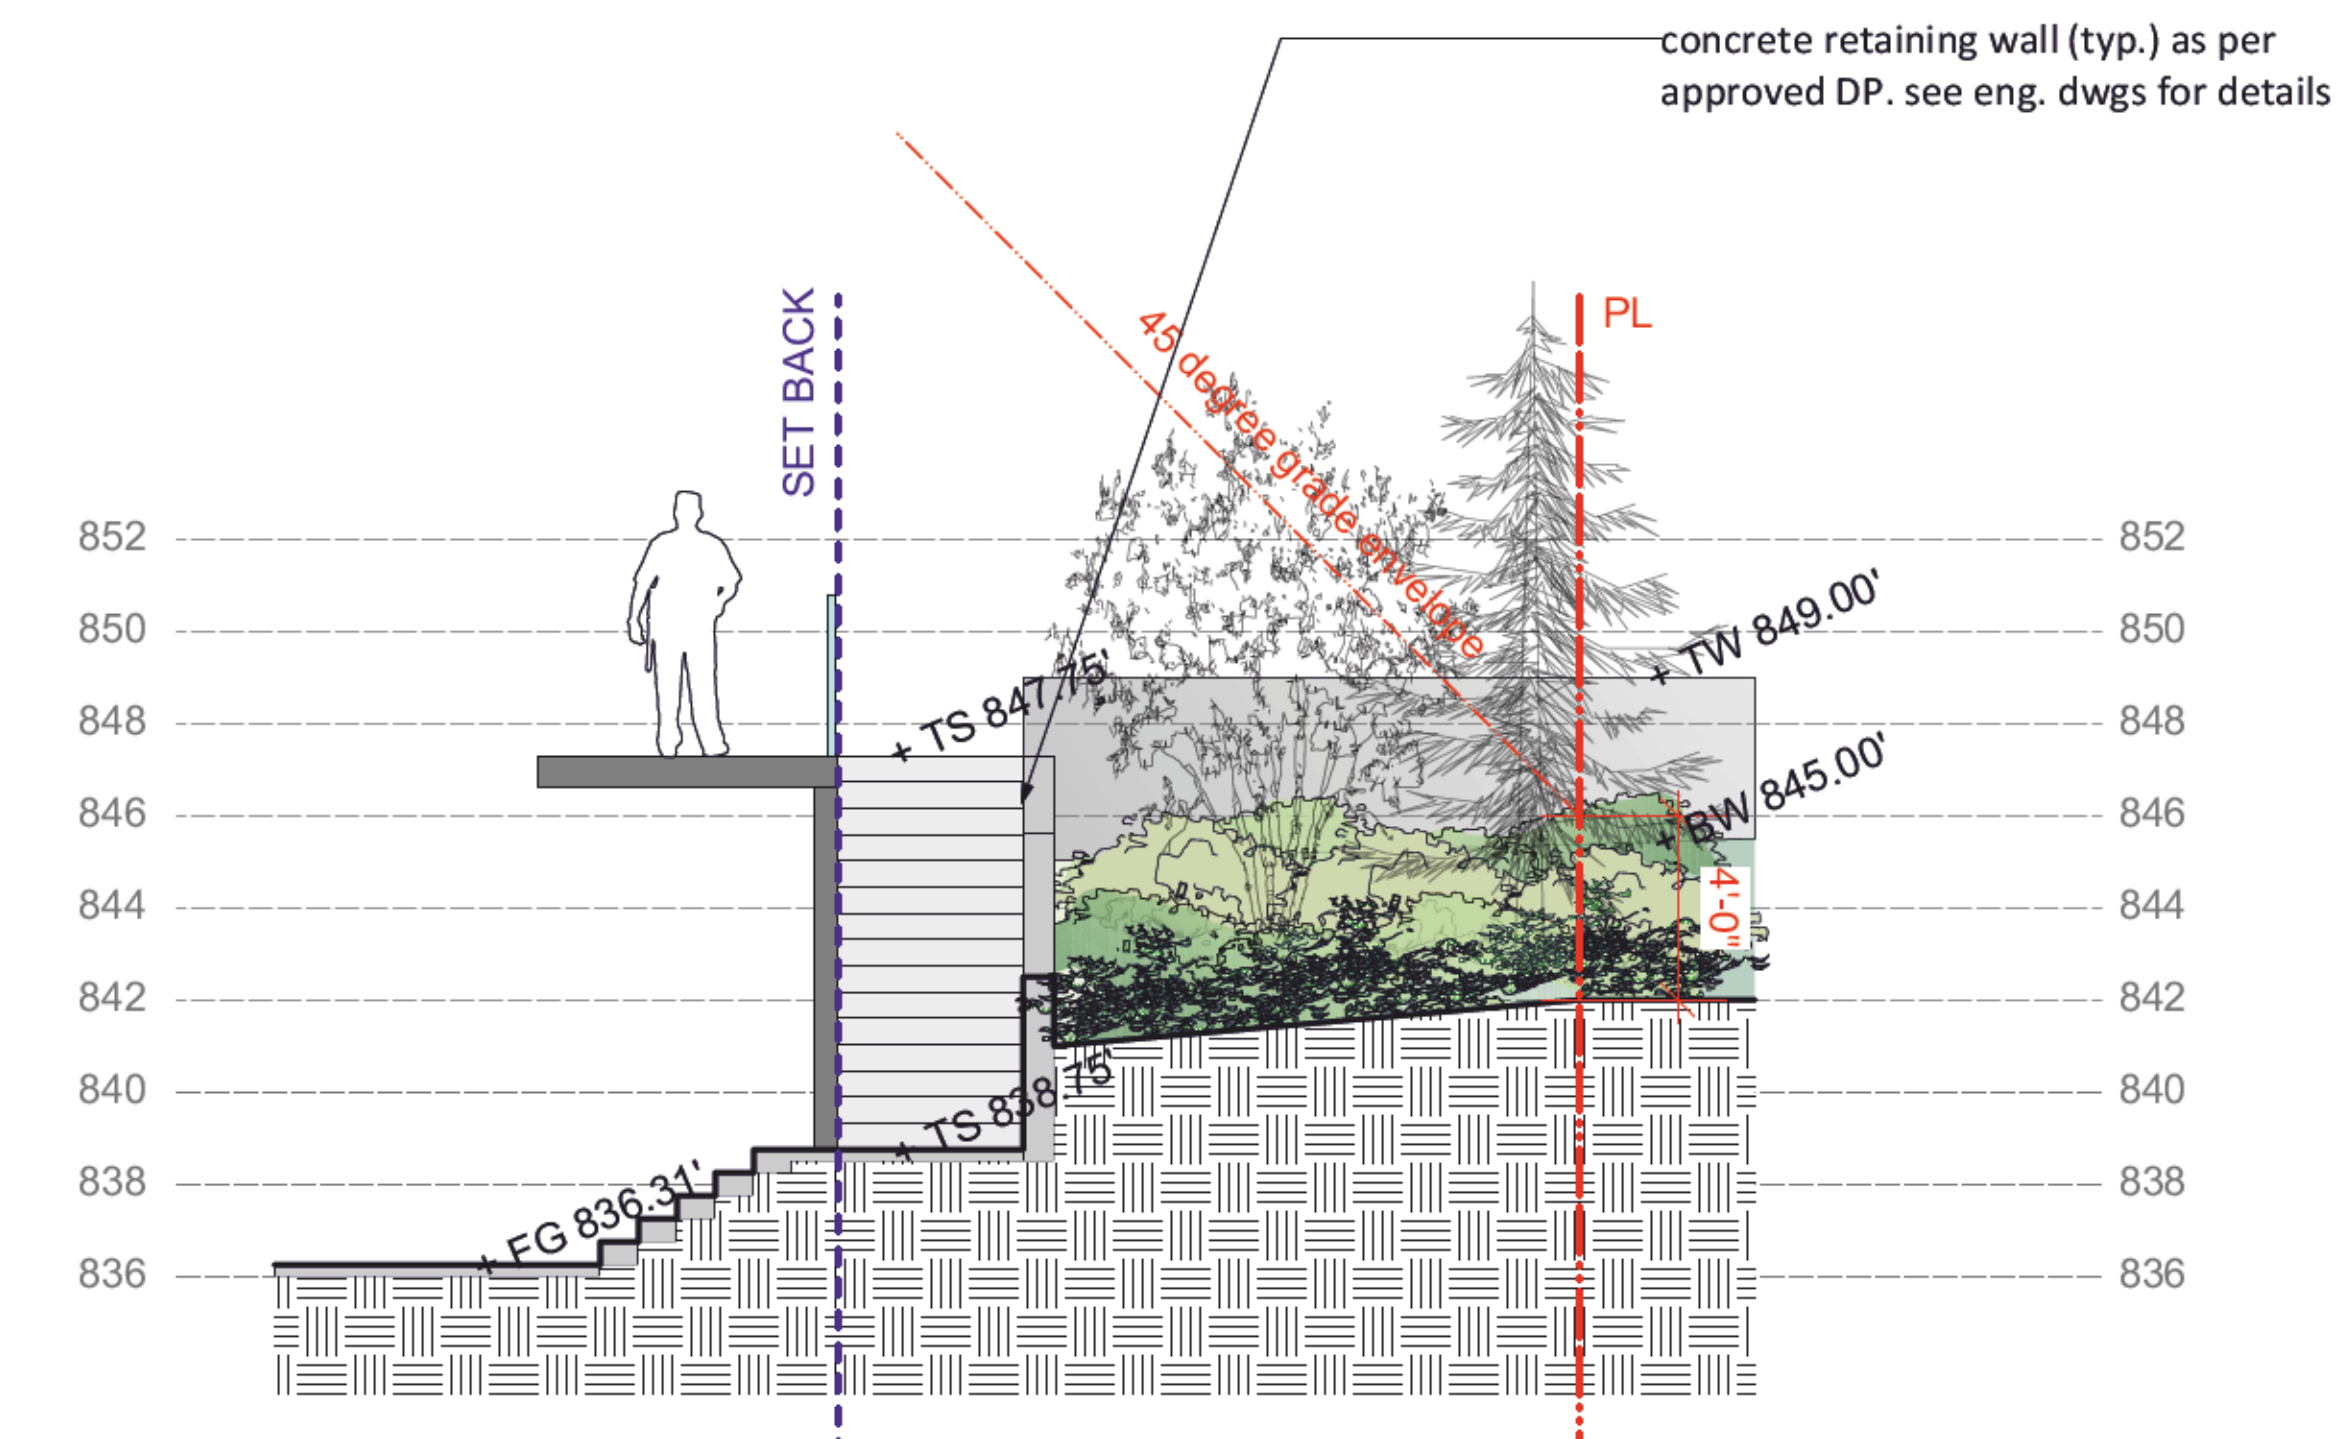 concrete retaining wall (typ.) as per
approved DP. see eng. dwgs for details
SET BACK
PL
45 degree grade envelope
852
852
+ TW 849.00'
850
850
+ TS 847.75'
848
848
+ BW 845.00'
846
846
4'-0"
844
844
842
842
+ TS 838.75'
840
840
+ FG 836.31'
838
838
836
836